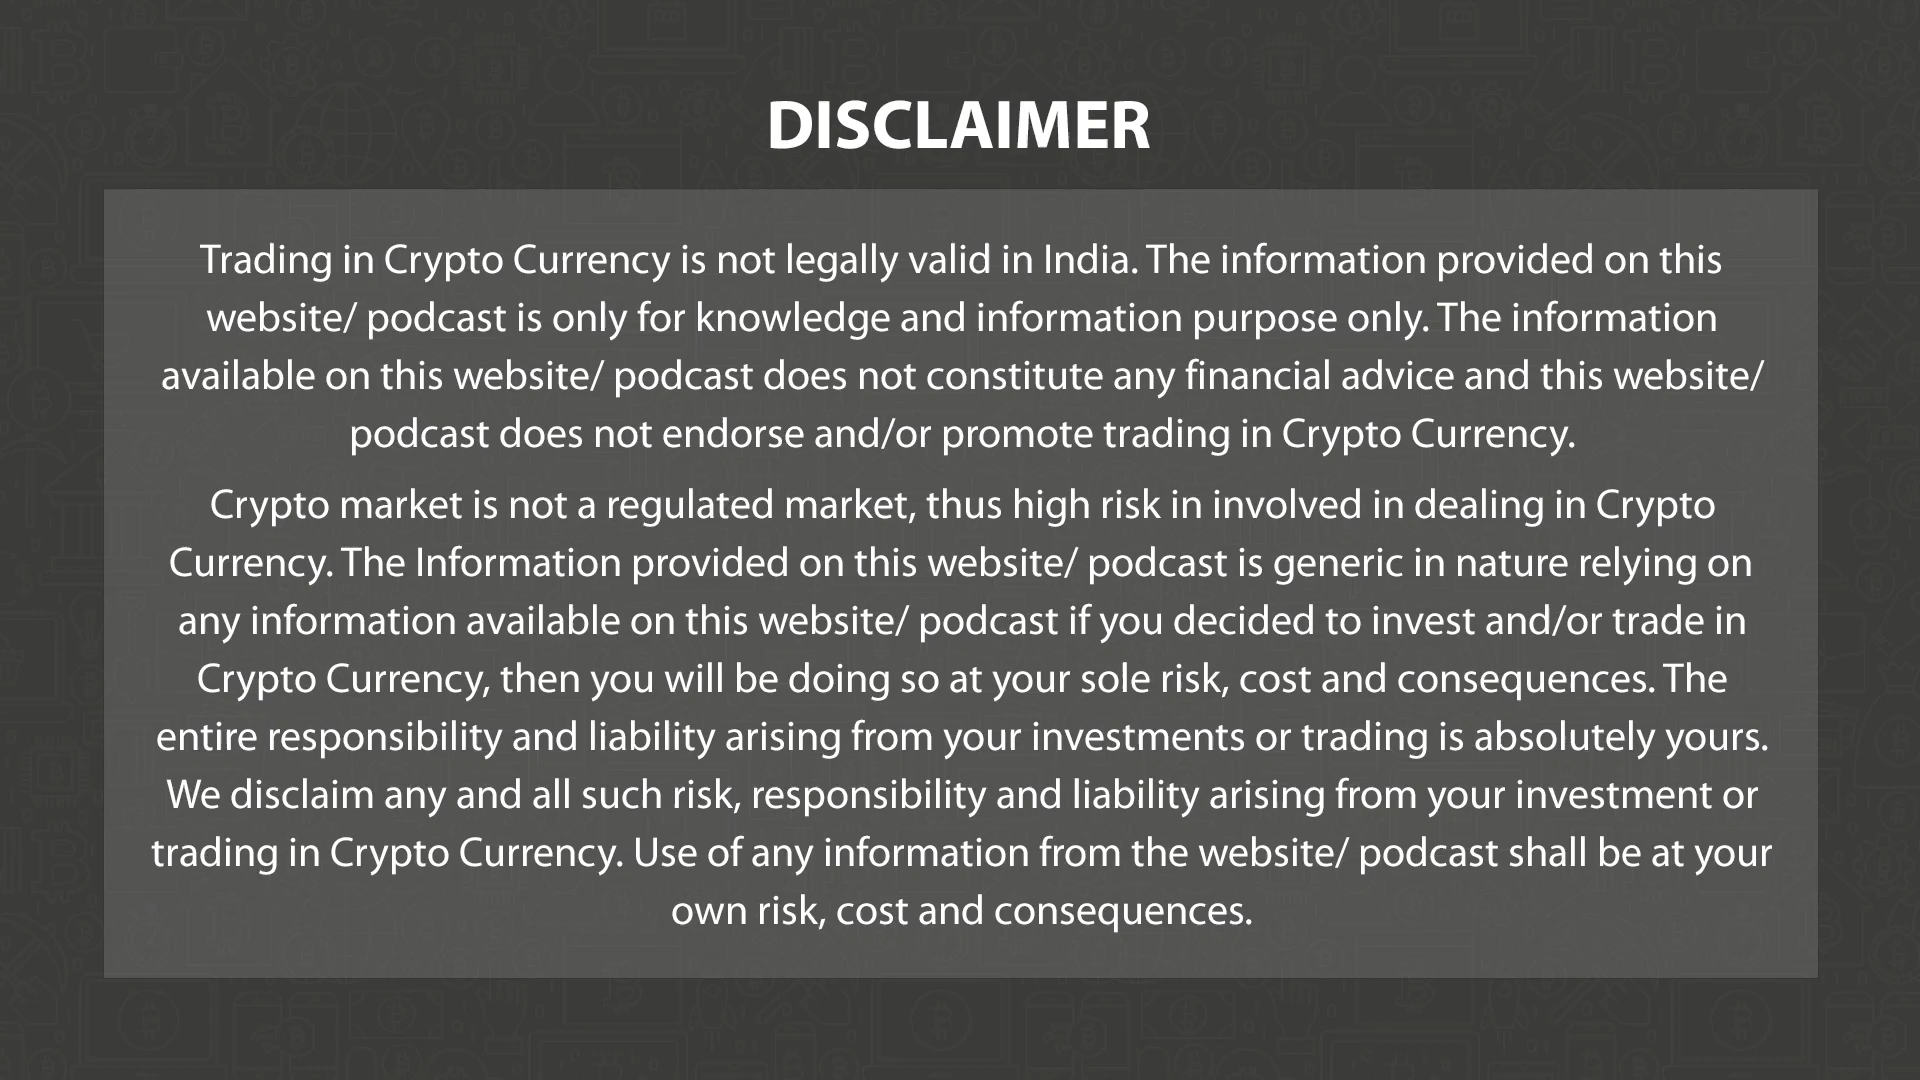 DISCLAIMER
Trading in Crypto Currency is not legally valid in India. The information provided on this
website/ podcast is only for knowledge and information purpose only. The information
available on this website/ podcast does not constitute any financial advice and this website/
podcast does not endorse and/or promote trading in Crypto Currency.
Crypto market is not a regulated market, thus high risk in involved in dealing in Crypto
Currency. The Information provided on this website/ podcast is generic in nature relying on
any information available on this website/ podcast if you decided to invest and/or trade in
Crypto Currency, then you will be doing so at your sole risk, cost and consequences. The
entire responsibility and liability arising from your investments or trading is absolutely yours.
We disclaim any and all such risk, responsibility and liability arising from your investment or
trading in Crypto Currency. Use of any information from the website/ podcast shall be at your
own risk, cost and consequences.